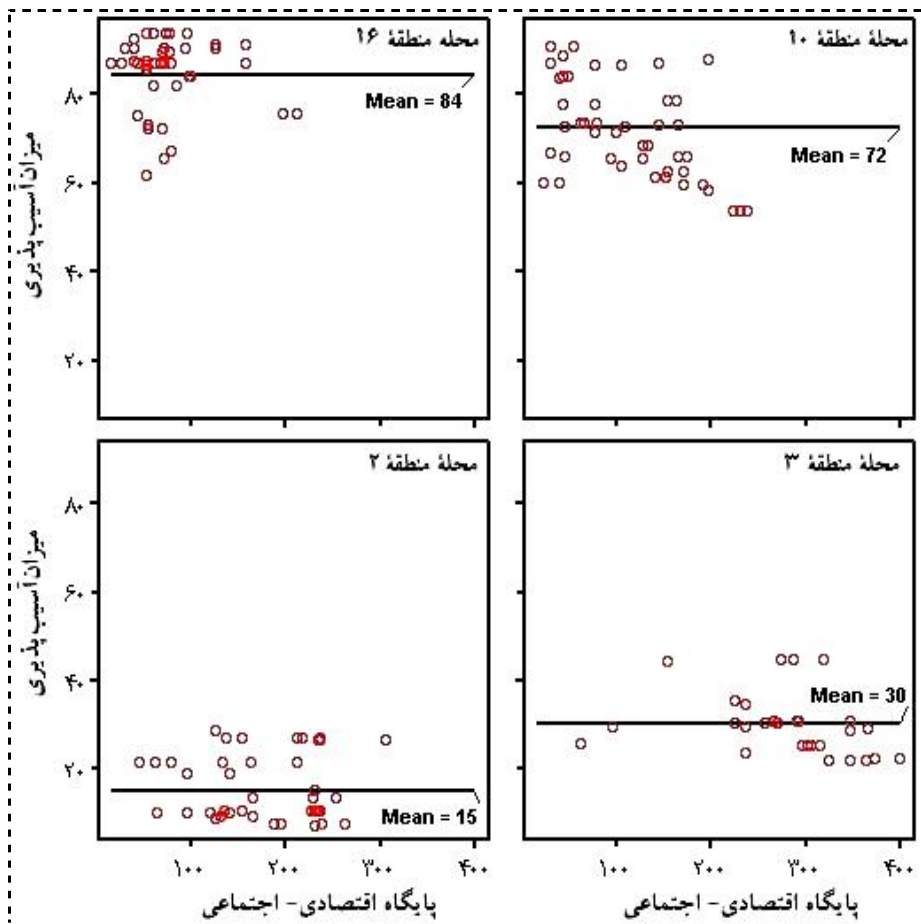 محلهٔ منطقهٔ ۱۶
Mean = 84
محلهٔ منطقهٔ ۱۰
Mean = 72
میزان آسیب پذیری
۸۰
۶۰
۴۰
۲۰
محلهٔ منطقهٔ ۲
Mean = 15
محلهٔ منطقهٔ ۳
Mean = 30
میزان آسیب پذیری
۸۰
۶۰
۴۰
۲۰
۱۰۰ ۲۰۰ ۳۰۰ ۴۰۰
۱۰۰ ۲۰۰ ۳۰۰ ۴۰۰
پایگاه اقتصادی- اجتماعی
پایگاه اقتصادی- اجتماعی